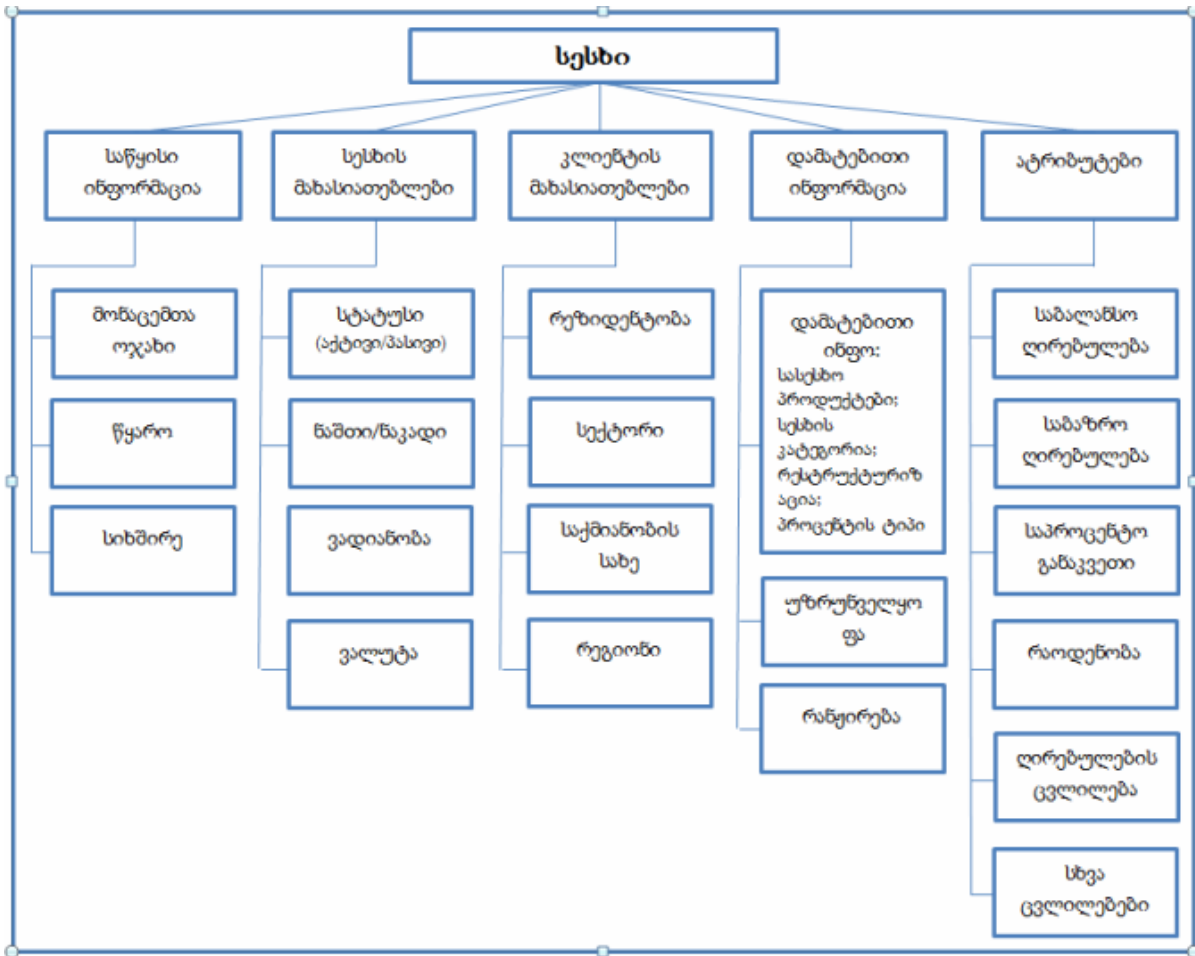 სესხი
საწყისი
ინფორმაცია
მონაცემთა
ოჯახი
წყარო
სიხშირე
სესხის
მახასიათებლები
სტატუსი
(აქტივი/პასივი)
ნაშთი/ნაკადი
ვადიანობა
ვალუტა
კლიენტის
მახასიათებლები
რეზიდენტობა
სექტორი
საქმიანობის
სახე
რეგიონი
დამატებითი
ინფორმაცია
დამატებითი
ინფო:
სასესხო
პროდუქტები;
სესხის
კატეგორია;
რესტრუქტურიზ
აცია;
პროცენტის ტიპი
უზრუნველყო
ფა
რანჟირება
ატრიბუტები
საბალანსო
ღირებულება
საბაზრო
ღირებულება
საპროცენტო
განაკვეთი
რაოდენობა
ღირებულების
ცვლილება
სხვა
ცვლილებები